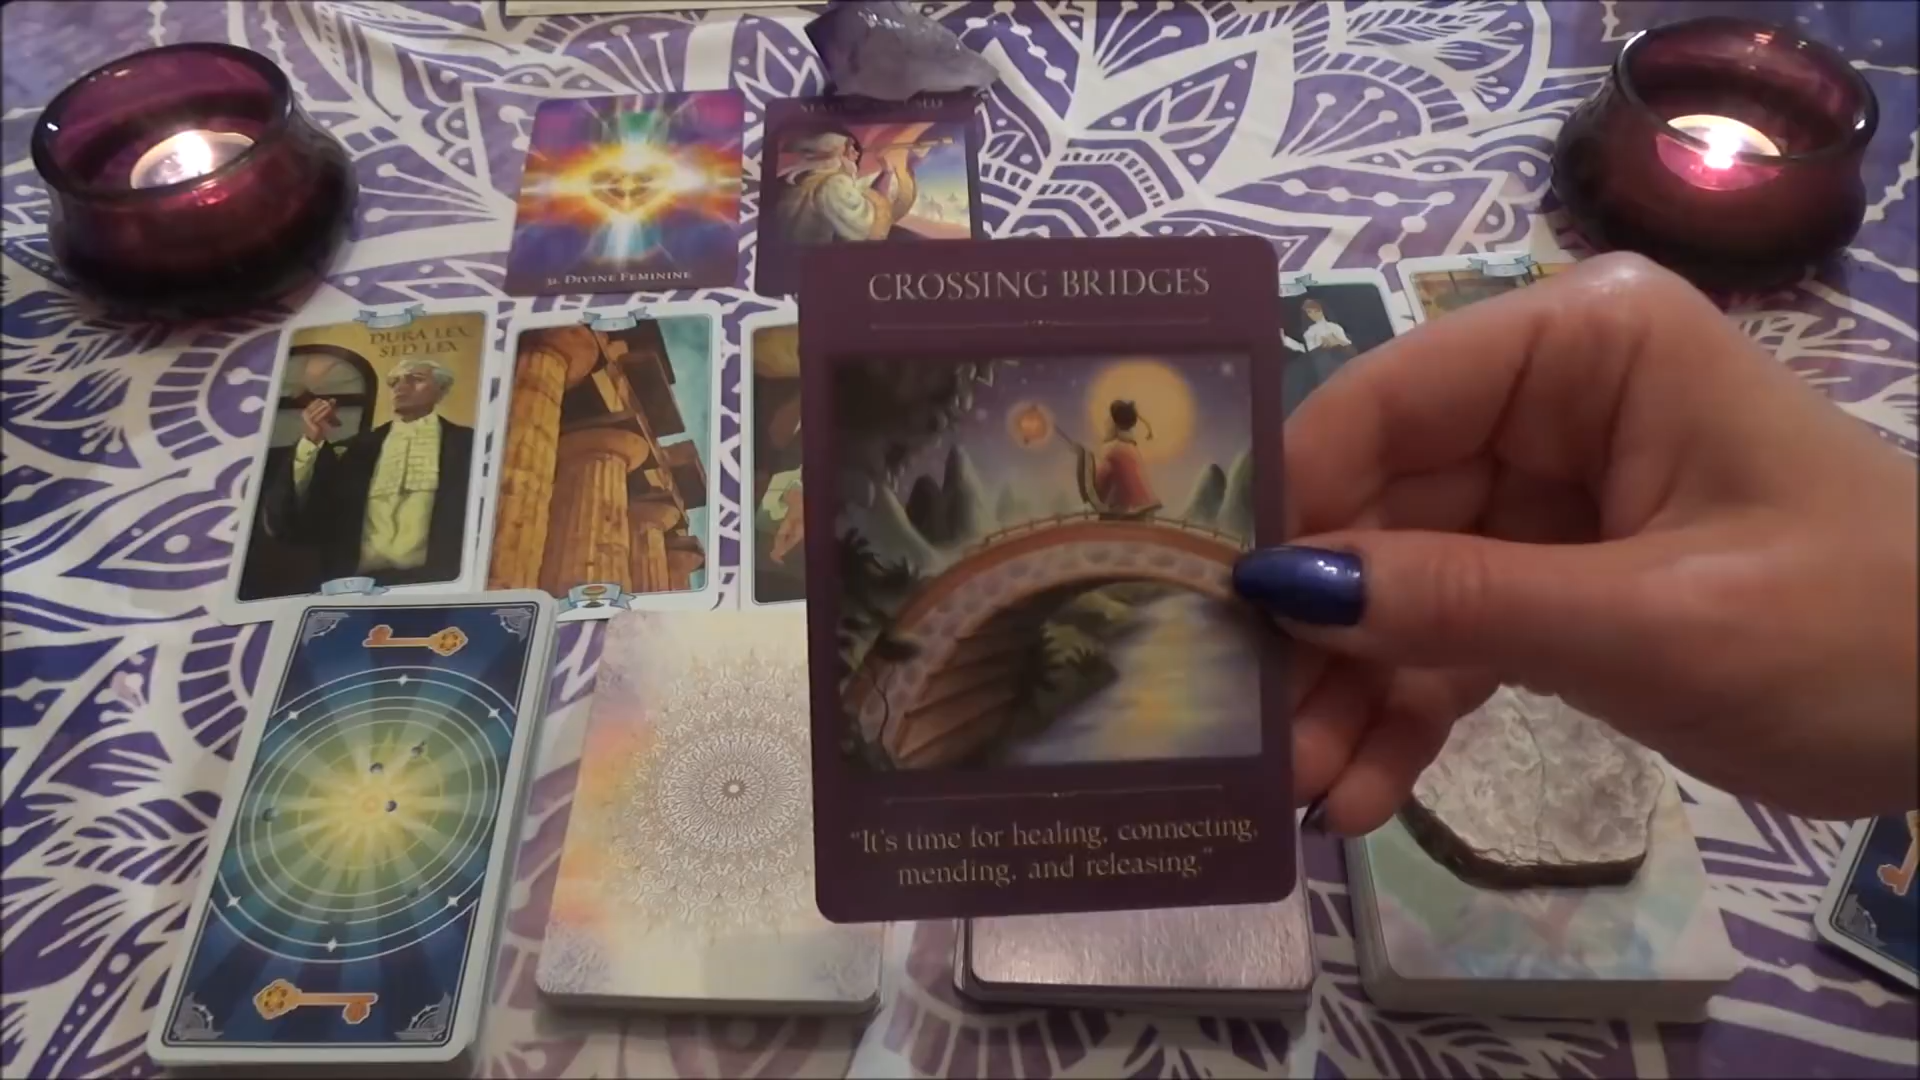 31. DIVINE FEMININE
CROSSING BRIDGES
DURA LEX
SED LEX
"It's time for healing, connecting,
mending, and releasing."